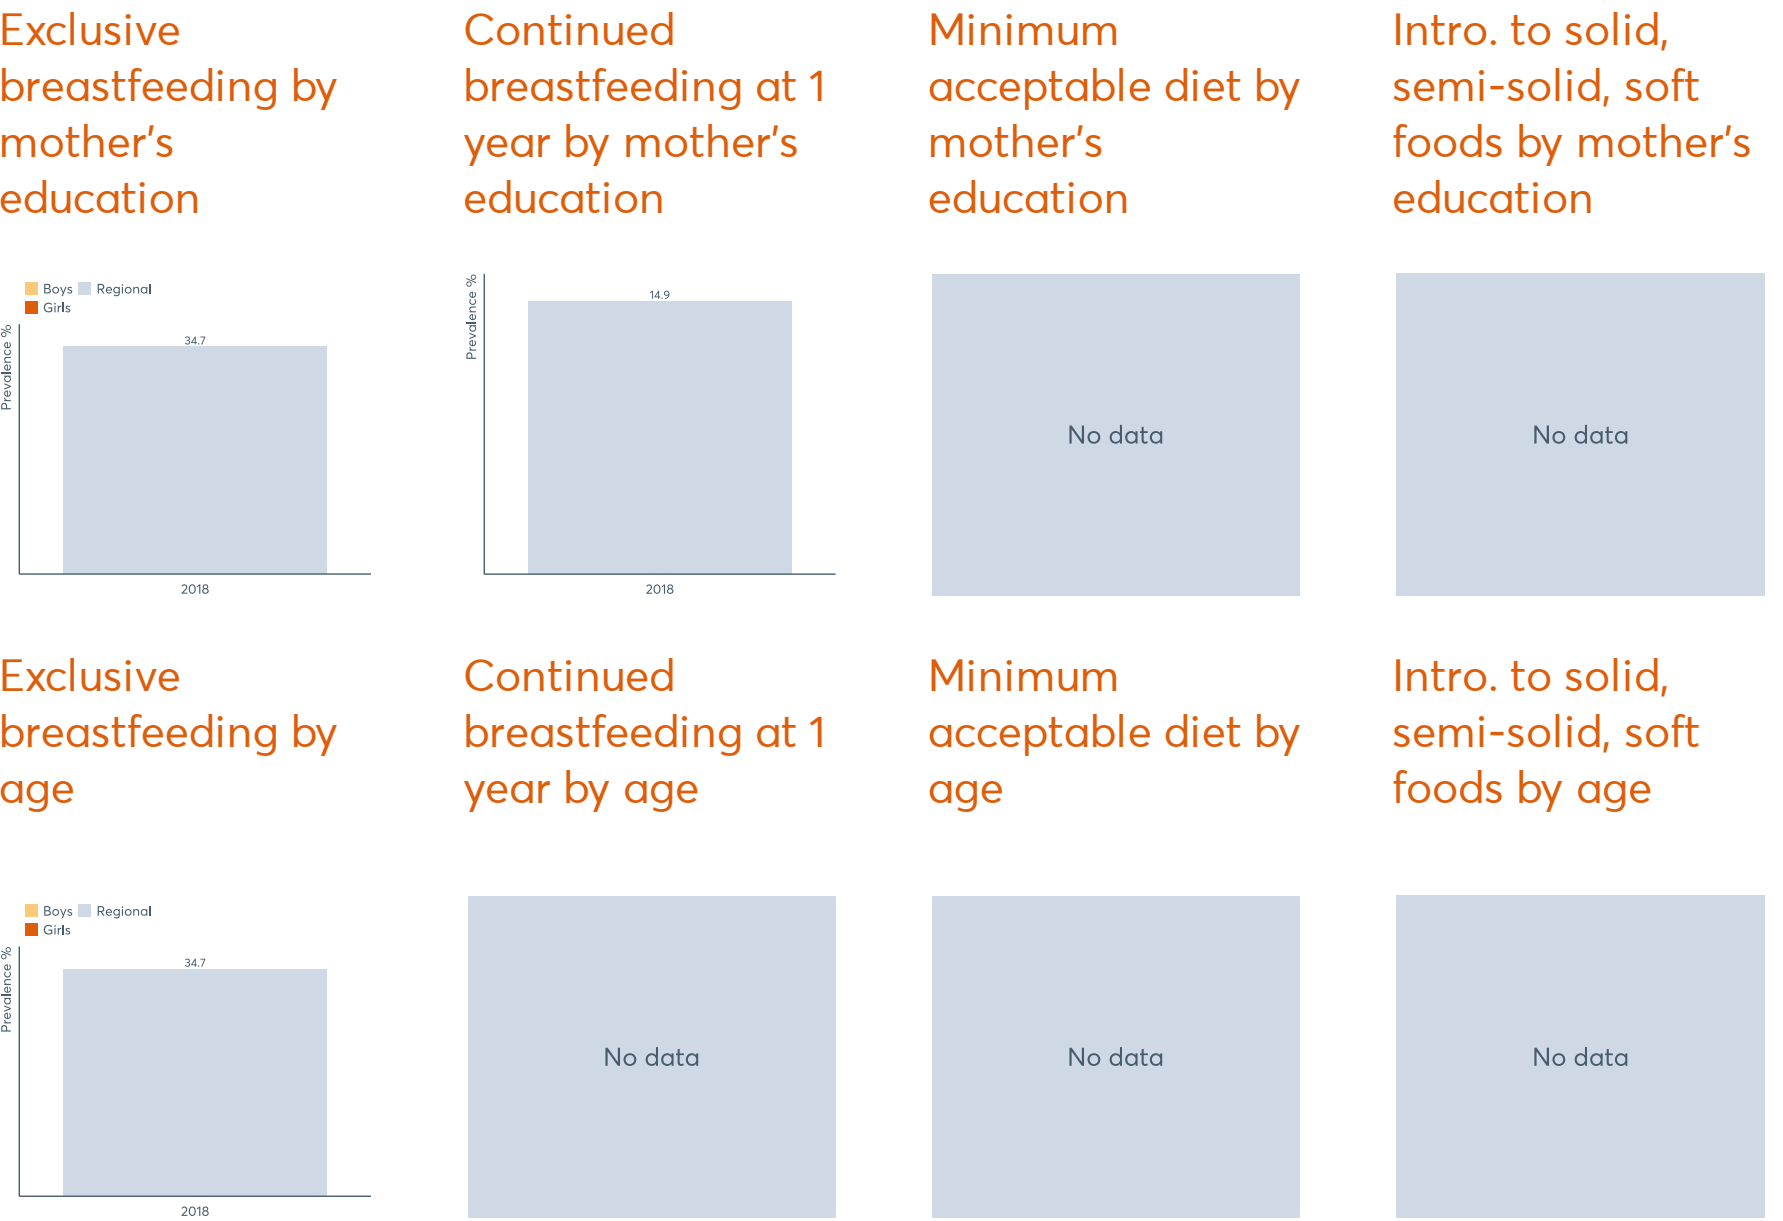 Exclusive
breastfeeding by
mother's
education
Continued
breastfeeding at 1
year by mother's
education
Minimum
acceptable diet by
mother's
education
Intro. to solid,
semi-solid, soft
foods by mother's
education
Boys Regional
Girls
Prevalence %
34.7
2018
Prevalence %
14.9
2018
No data
No data
Exclusive
breastfeeding by
age
Continued
breastfeeding at 1
year by age
Minimum
acceptable diet by
age
Intro. to solid,
semi-solid, soft
foods by age
Boys Regional
Girls
Prevalence %
34.7
2018
No data
No data
No data